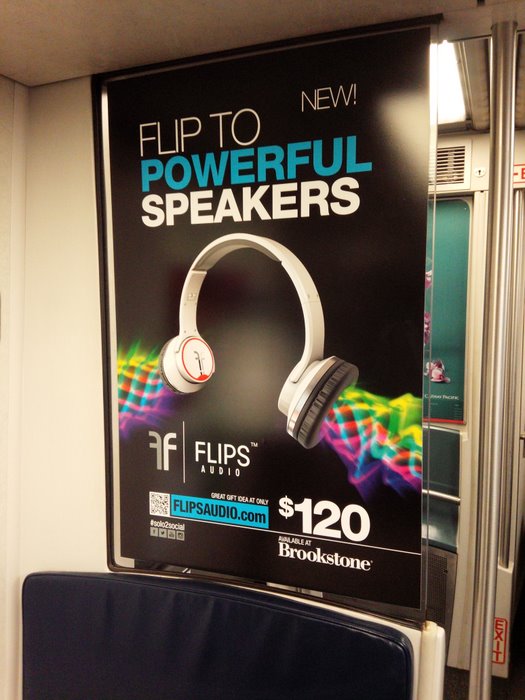 NEW!
FLIP TO
POWERFUL
SPEAKERS
FLIPS™
AUDIO
GREAT GIFT IDEA AT ONLY
FLIPSAUDIO.com
$120
#solo2social
AVAILABLE AT
Brookstone
EXIT